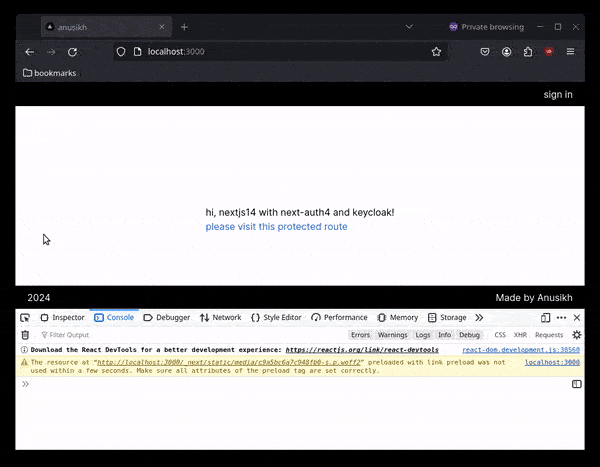 anusikh
Private browsing
localhost:3000
bookmarks
sign in
hi, nextjs14 with next-auth4 and keycloak!
please visit this protected route
2024 Made by Anusikh
Inspector Console Debugger Network Style Editor Performance Memory Storage
Filter Output Errors Warnings Logs Info Debug CSS XHR Requests
Download the React DevTools for a better development experience: https://reactjs.org/link/react-devtools react-dom.development.js:38560
The resource at “http://localhost:3000/_next/static/media/c9a5bc6a7c948fb0-s.p.woff2” preloaded with link preload was not localhost:3000
used within a few seconds. Make sure all attributes of the preload tag are set correctly.